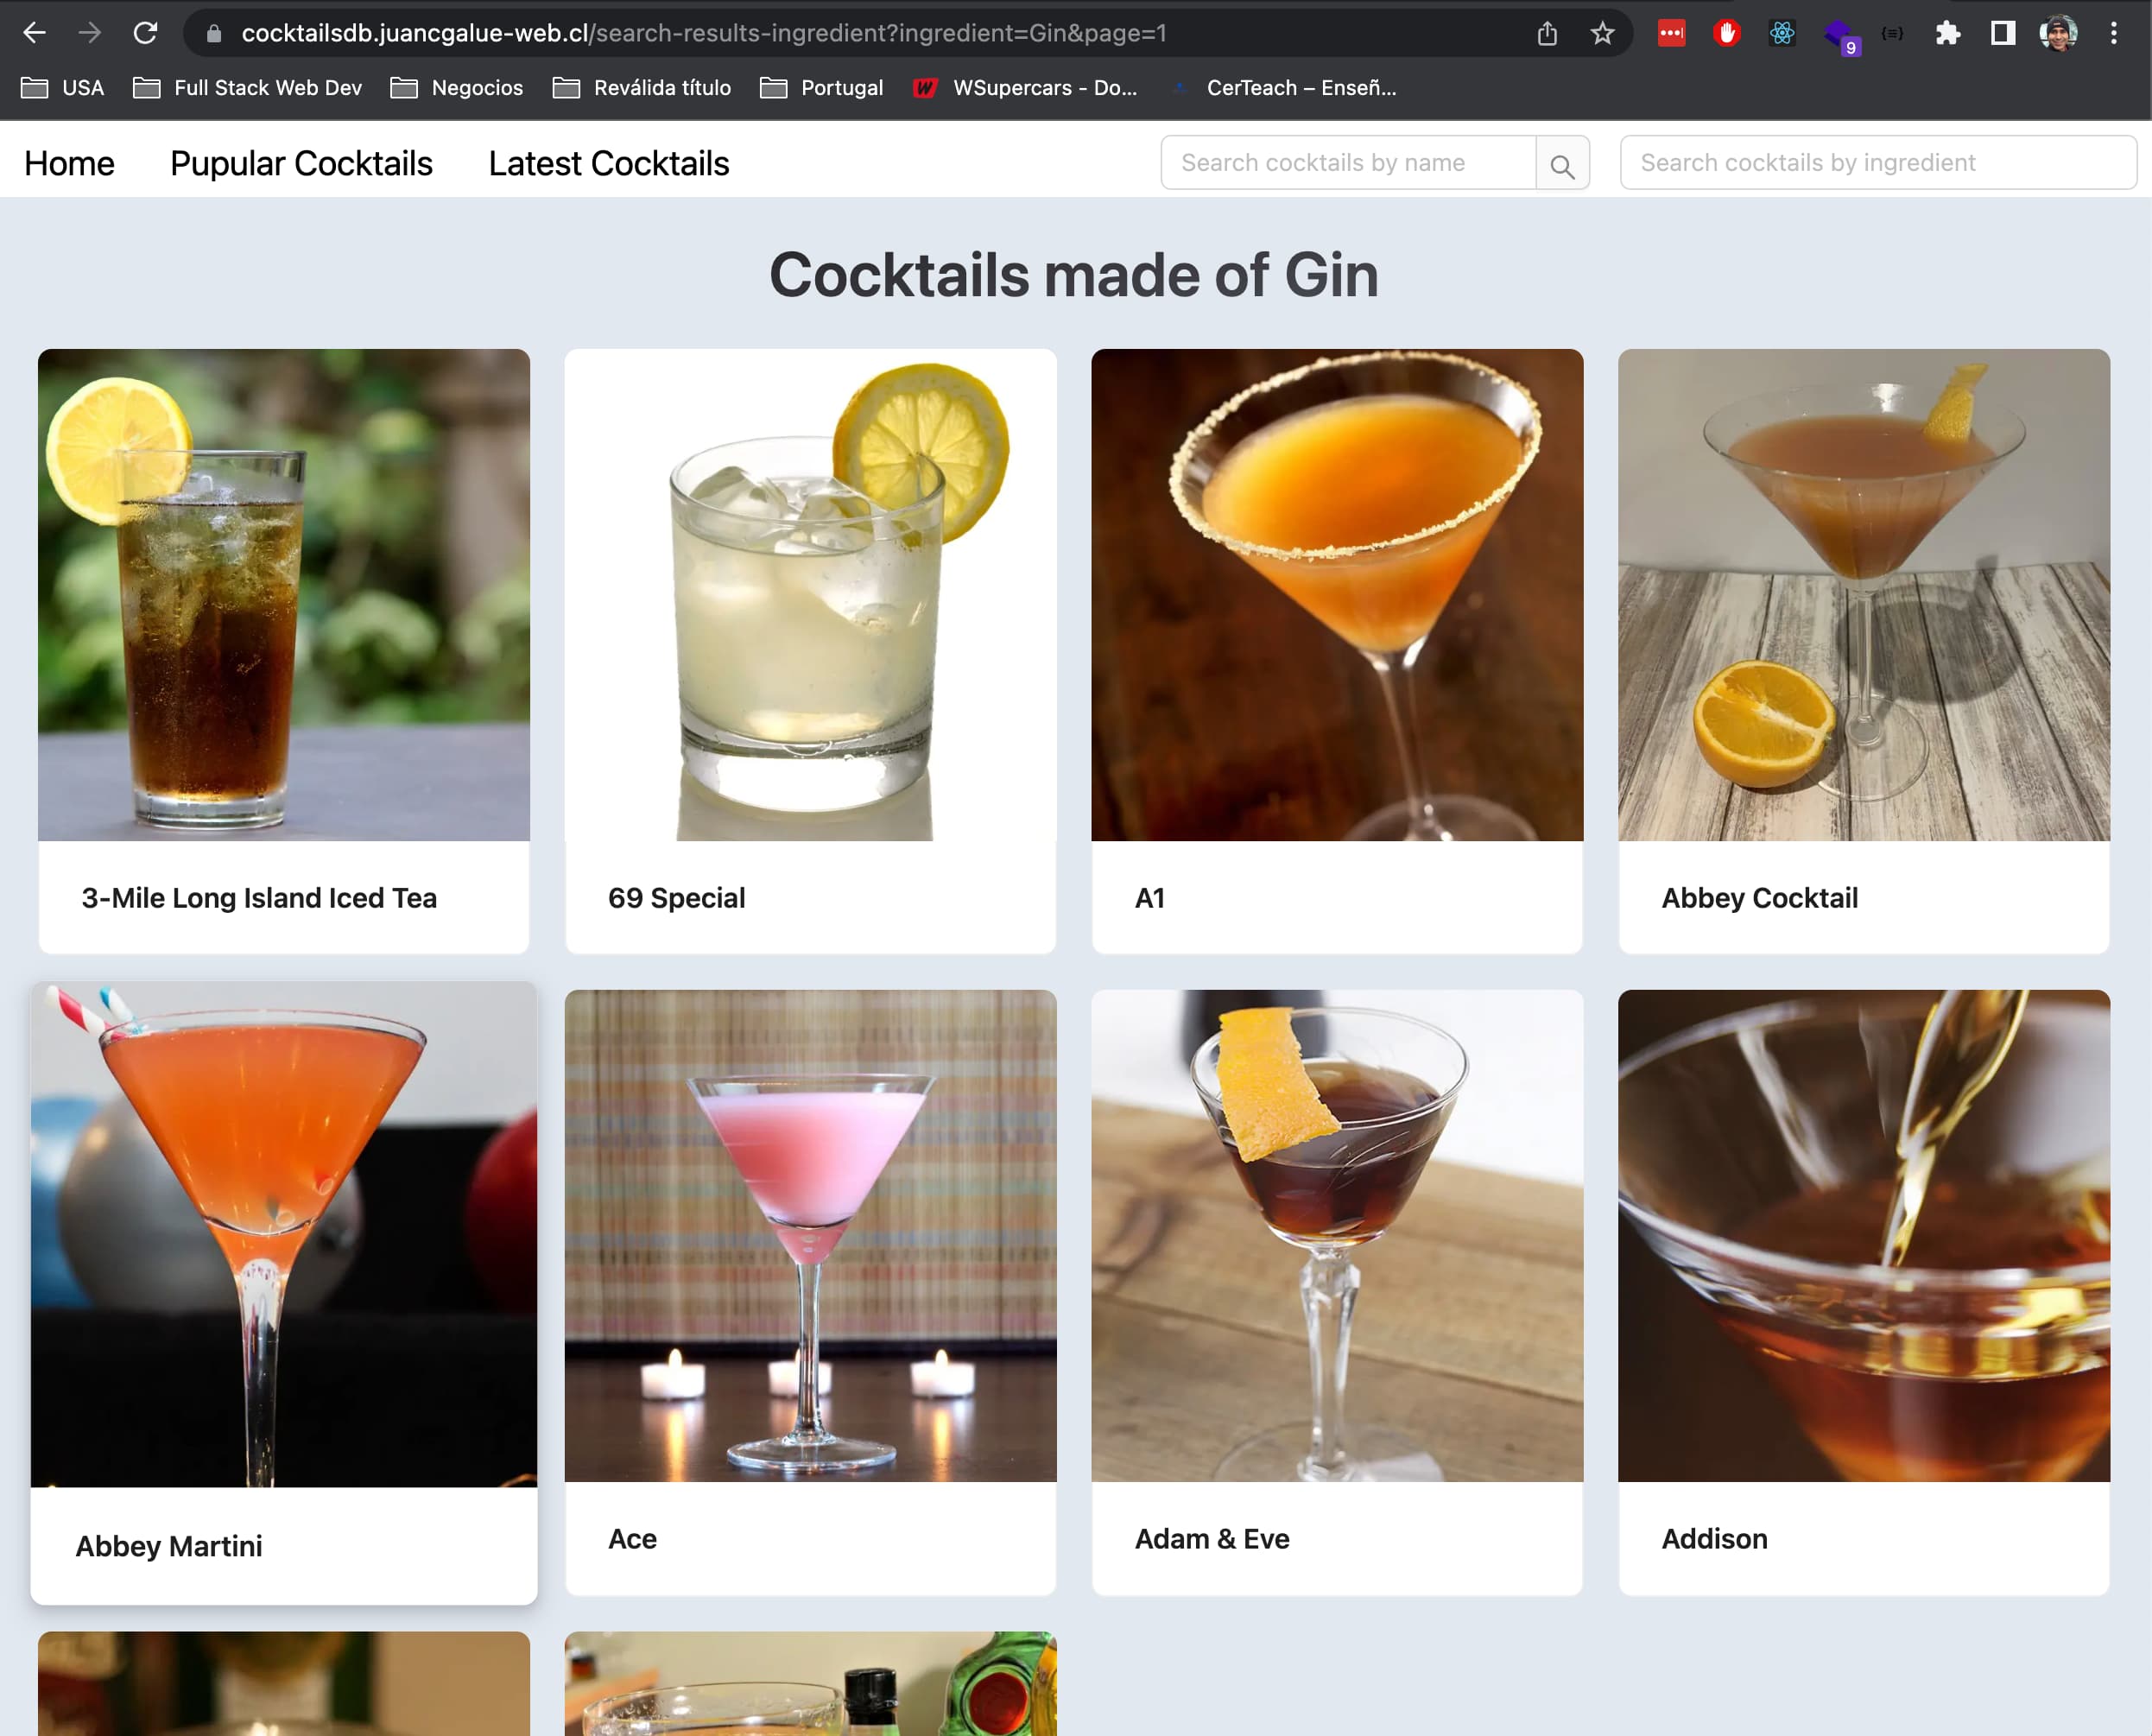 cocktailsdb.juancgalue-web.cl/search-results-ingredient?ingredient=Gin&page=1
9
USA Full Stack Web Dev Negocios Reválida título Portugal WSupercars - Do... CerTeach – Enseñ...
Home Pupular Cocktails Latest Cocktails Search cocktails by name Search cocktails by ingredient
Cocktails made of Gin
3-Mile Long Island Iced Tea
69 Special
A1
Abbey Cocktail
Abbey Martini
Ace
Adam & Eve
Addison